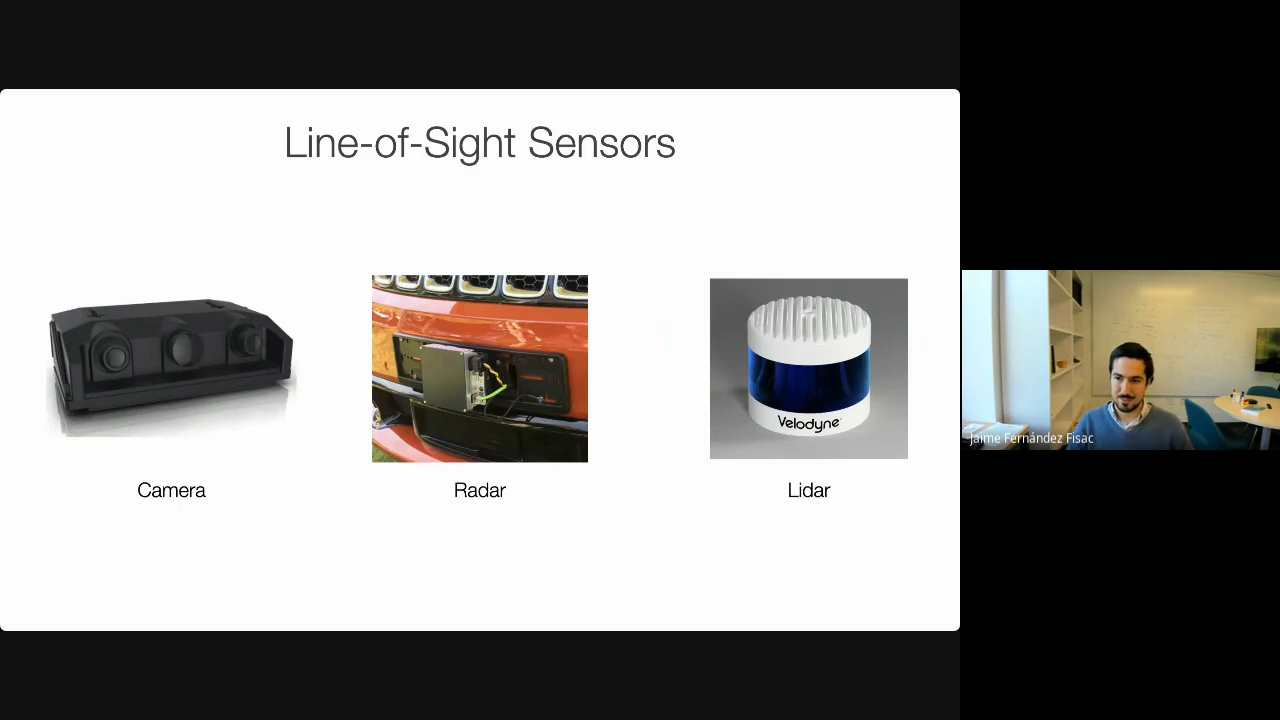 Line-of-Sight Sensors
Velodyne
Camera
Radar
Lidar
Jaime Fernández Fisac